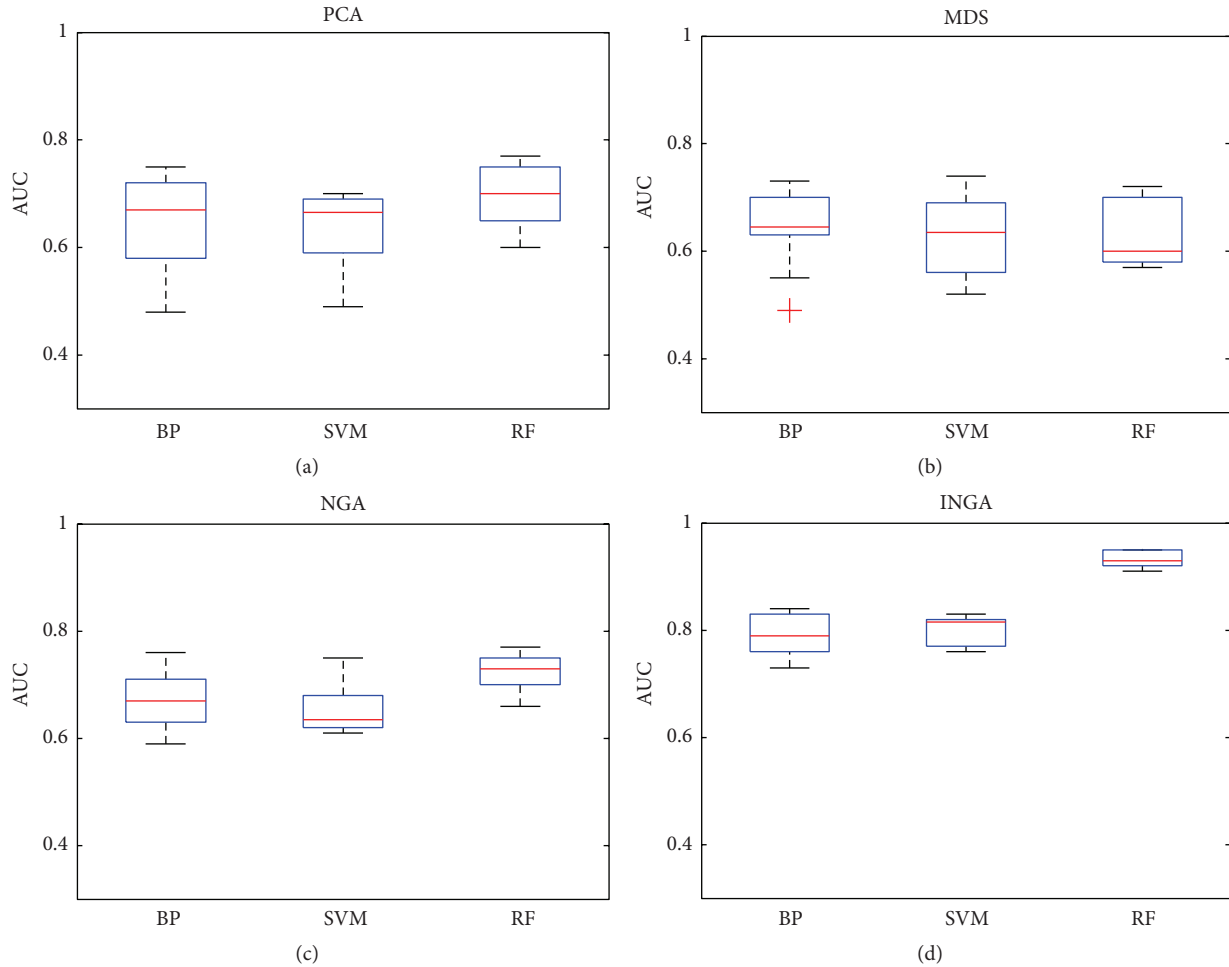 PCA
1
0.8
0.6
0.4
AUC
BP SVM RF
(a)
MDS
1
0.8
0.6
0.4
AUC
BP SVM RF
(b)
NGA
1
0.8
0.6
0.4
AUC
BP SVM RF
(c)
INGA
1
0.8
0.6
0.4
AUC
BP SVM RF
(d)